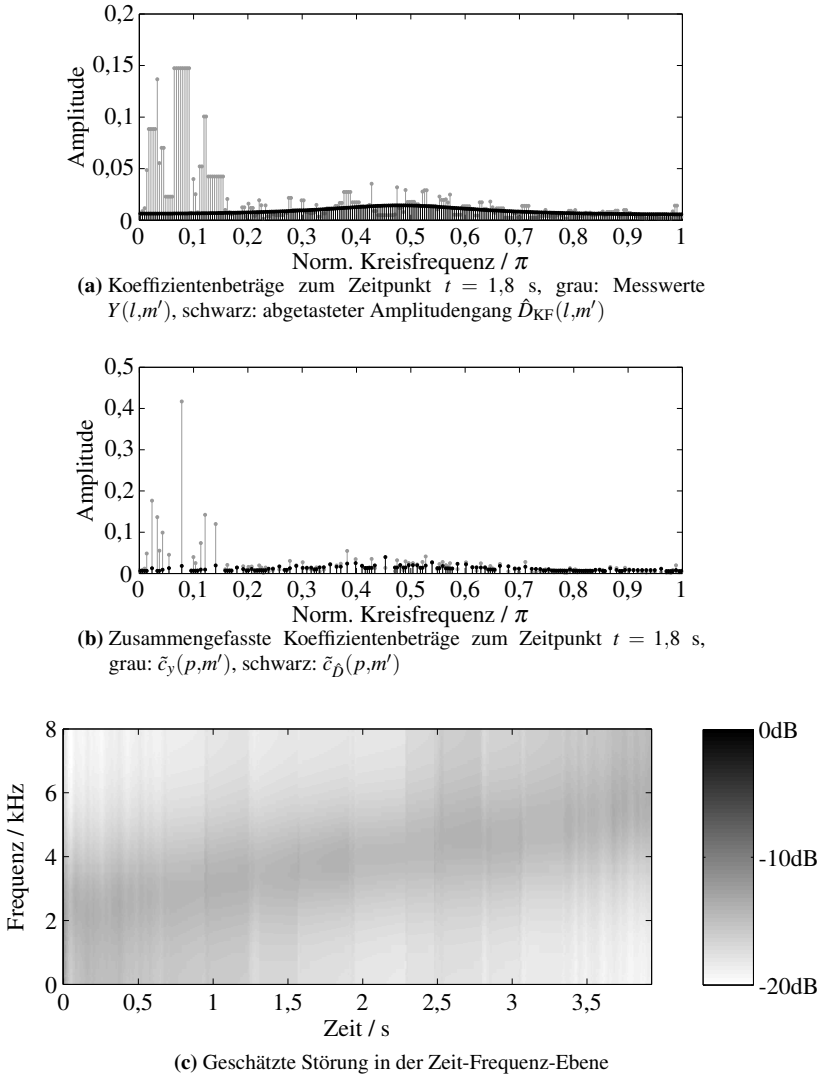 0,2
0,15
0,1
0,05
0
Amplitude
0 0,1 0,2 0,3 0,4 0,5 0,6 0,7 0,8 0,9 1
Norm. Kreisfrequenz / π
(a) Koeffizientenbeträge zum Zeitpunkt t = 1,8 s, grau: Messwerte
Y(l,m′), schwarz: abgetasteter Amplitudengang D̂KF(l,m′)
0,5
0,4
0,3
0,2
0,1
0
Amplitude
0 0,1 0,2 0,3 0,4 0,5 0,6 0,7 0,8 0,9 1
Norm. Kreisfrequenz / π
(b) Zusammengefasste Koeffizientenbeträge zum Zeitpunkt t = 1,8 s,
grau: c̃y(p,m′), schwarz: c̃D̂(p,m′)
8
6
4
2
0
Frequenz / kHz
0 0,5 1 1,5 2 2,5 3 3,5
Zeit / s
0dB
-10dB
-20dB
(c) Geschätzte Störung in der Zeit-Frequenz-Ebene